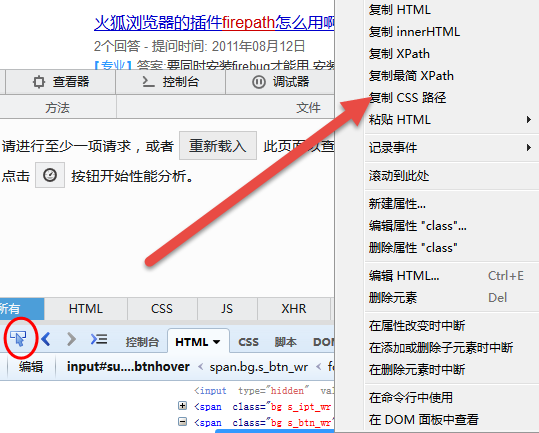 火狐浏览器的插件firepath怎么用啊
2个回答 - 提问时间: 2011年08月12日
【专业】答案:要同时安装firebug才能用,安装
查看器 控制台 调试器
方法 文件
请进行至少一项请求，或者 重新载入 此页面以查
点击 按钮开始性能分析。
所有 HTML CSS JS XHR
控制台 HTML CSS 脚本 DOM
编辑 input#su....btnhover < span.bg.s_btn_wr < fo
<input type="hidden" val
<span class="bg s_ipt_wr
<span class="bg s_btn_wr
复制 HTML
复制 innerHTML
复制 XPath
复制最简 XPath
复制 CSS 路径
粘贴 HTML
记录事件
滚动到此处
新建属性...
编辑属性 "class"...
删除属性 "class"
编辑 HTML... Ctrl+E
删除元素 Del
在属性改变时中断
在添加或删除子元素时中断
在删除元素时中断
在命令行中使用
在 DOM 面板中查看